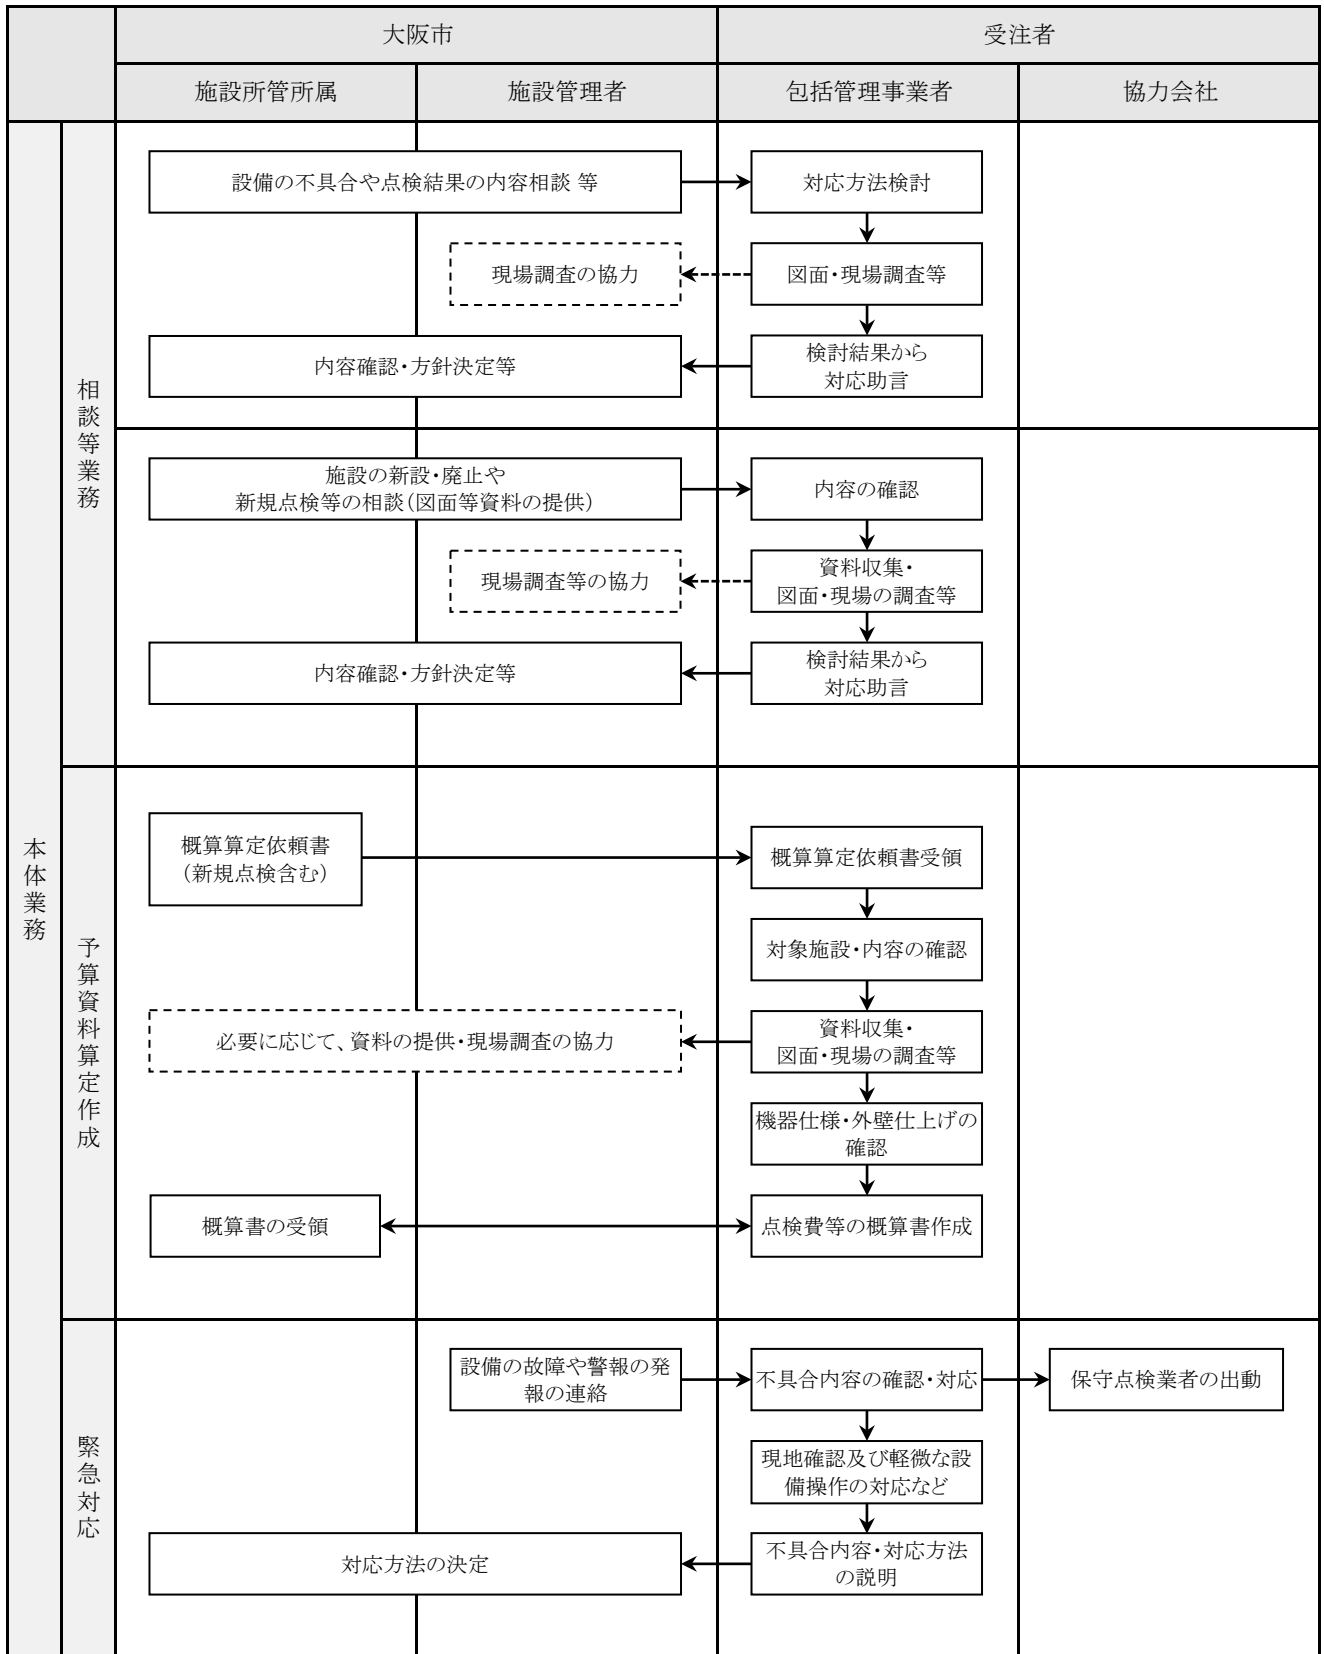 大阪市
受注者
施設所管所属
施設管理者
包括管理事業者
協力会社
本体業務
相談等業務
設備の不具合や点検結果の内容相談 等
対応方法検討
現場調査の協力
図面・現場調査等
内容確認・方針決定等
検討結果から
対応助言
施設の新設・廃止や
新規点検等の相談（図面等資料の提供）
内容の確認
現場調査等の協力
資料収集・
図面・現場の調査等
内容確認・方針決定等
検討結果から
対応助言
予算資料算定作成
概算算定依頼書
（新規点検含む）
概算算定依頼書受領
対象施設・内容の確認
必要に応じて、資料の提供・現場調査の協力
資料収集・
図面・現場の調査等
機器仕様・外壁仕上げの
確認
概算書の受領
点検費等の概算書作成
緊急対応
設備の故障や警報の発
報の連絡
不具合内容の確認・対応
保守点検業者の出動
現地確認及び軽微な設
備操作の対応など
対応方法の決定
不具合内容・対応方法
の説明